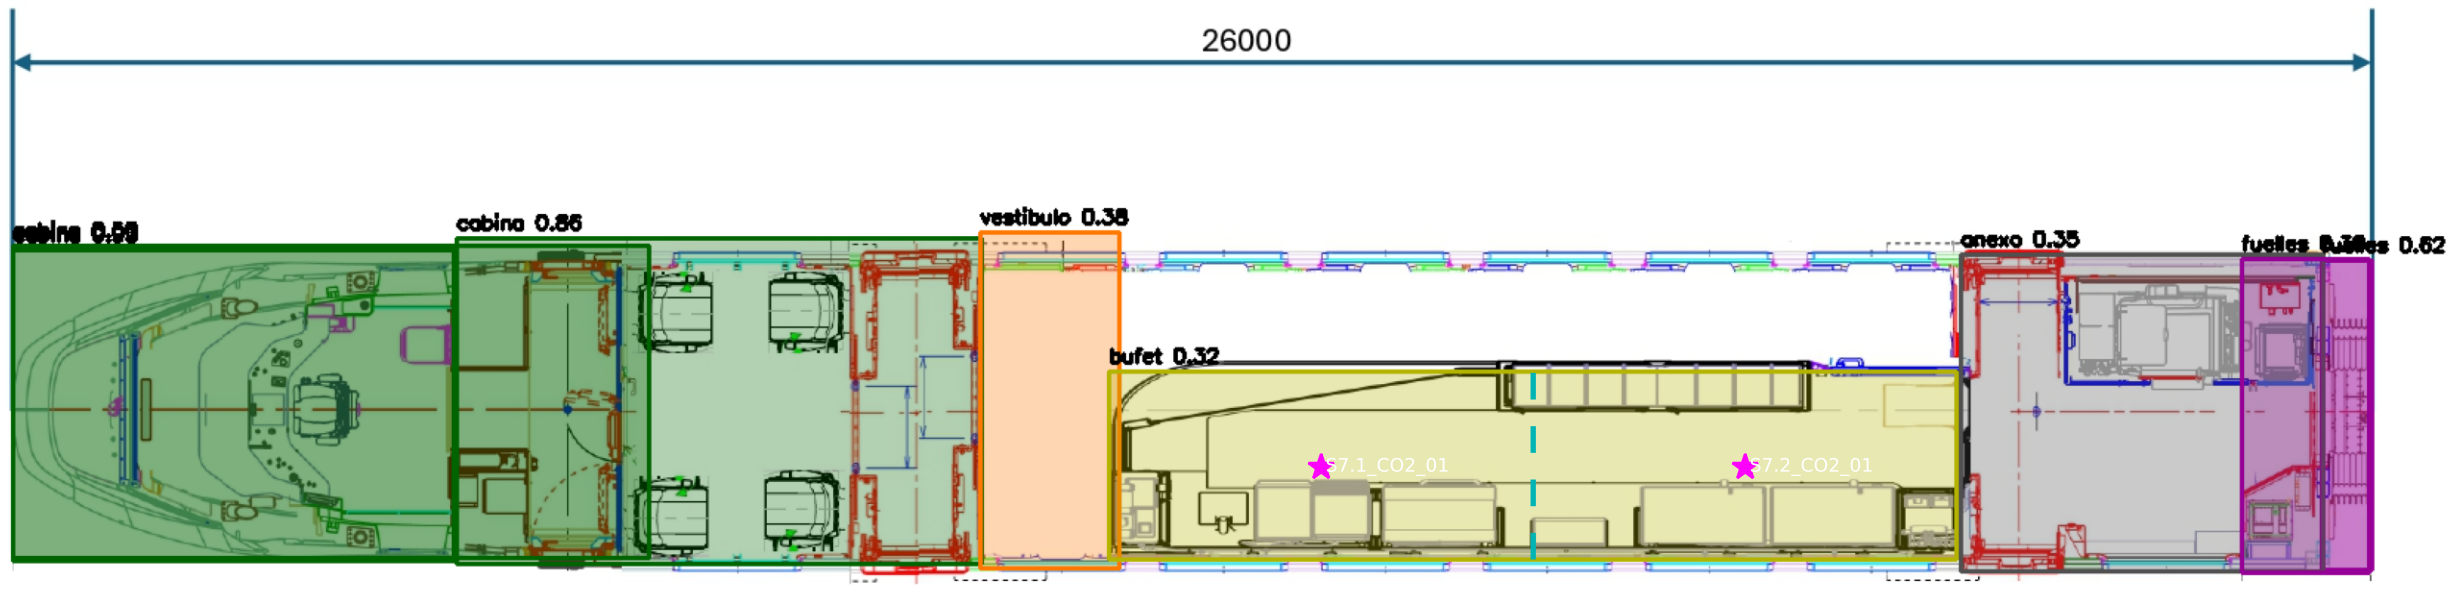 26000
cabina 0.86
vestibulo 0.38
anexo 0.35
fuelles
fuelles 0.62
bufet 0.32
S7.1_CO2_01
S7.2_CO2_01